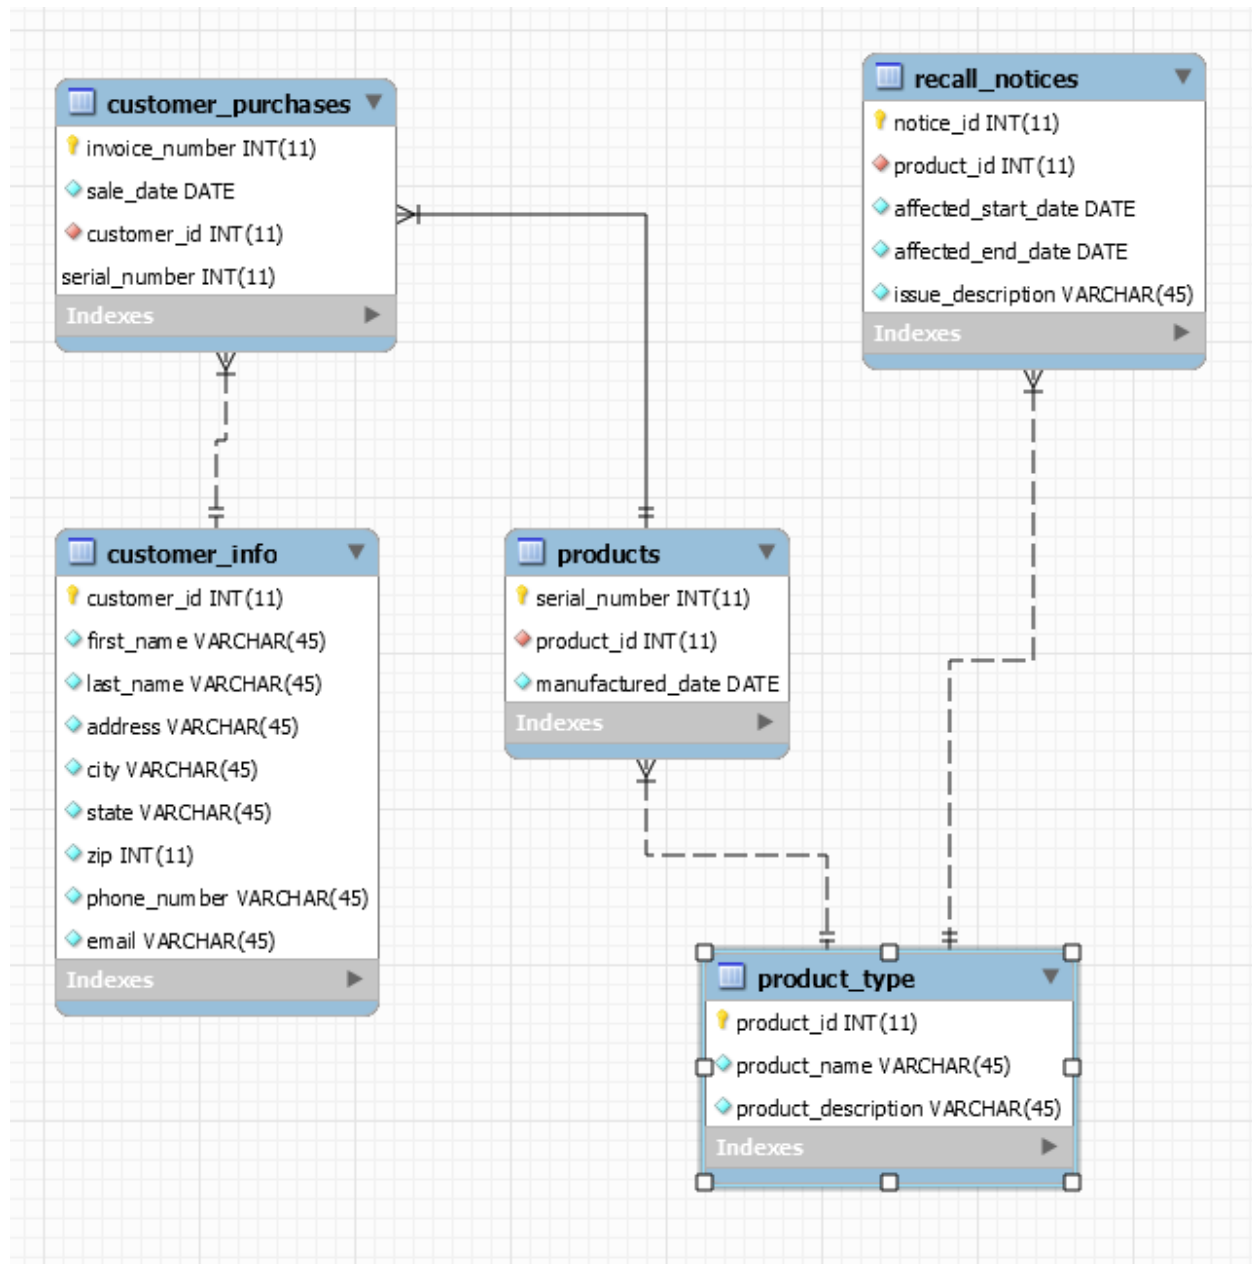 customer_purchases
invoice_number INT(11)
sale_date DATE
customer_id INT(11)
serial_number INT(11)
Indexes
recall_notices
notice_id INT(11)
product_id INT(11)
affected_start_date DATE
affected_end_date DATE
issue_description VARCHAR(45)
Indexes
customer_info
customer_id INT(11)
first_name VARCHAR(45)
last_name VARCHAR(45)
address VARCHAR(45)
city VARCHAR(45)
state VARCHAR(45)
zip INT(11)
phone_number VARCHAR(45)
email VARCHAR(45)
Indexes
products
serial_number INT(11)
product_id INT(11)
manufactured_date DATE
Indexes
product_type
product_id INT(11)
product_name VARCHAR(45)
product_description VARCHAR(45)
Indexes